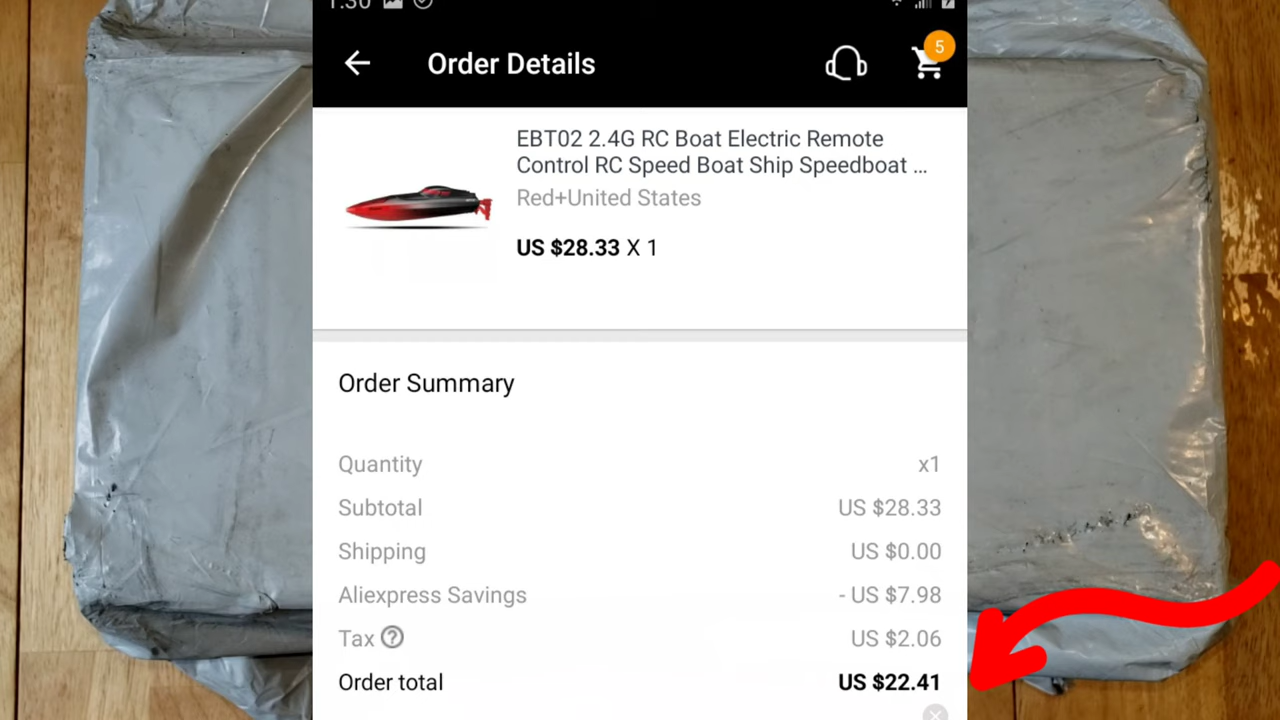 1:30
5
Order Details
EBT02 2.4G RC Boat Electric Remote
Control RC Speed Boat Ship Speedboat ...
Red+United States
US $28.33 X 1
Order Summary
Quantity x1
Subtotal US $28.33
Shipping US $0.00
Aliexpress Savings - US $7.98
Tax ? US $2.06
Order total US $22.41